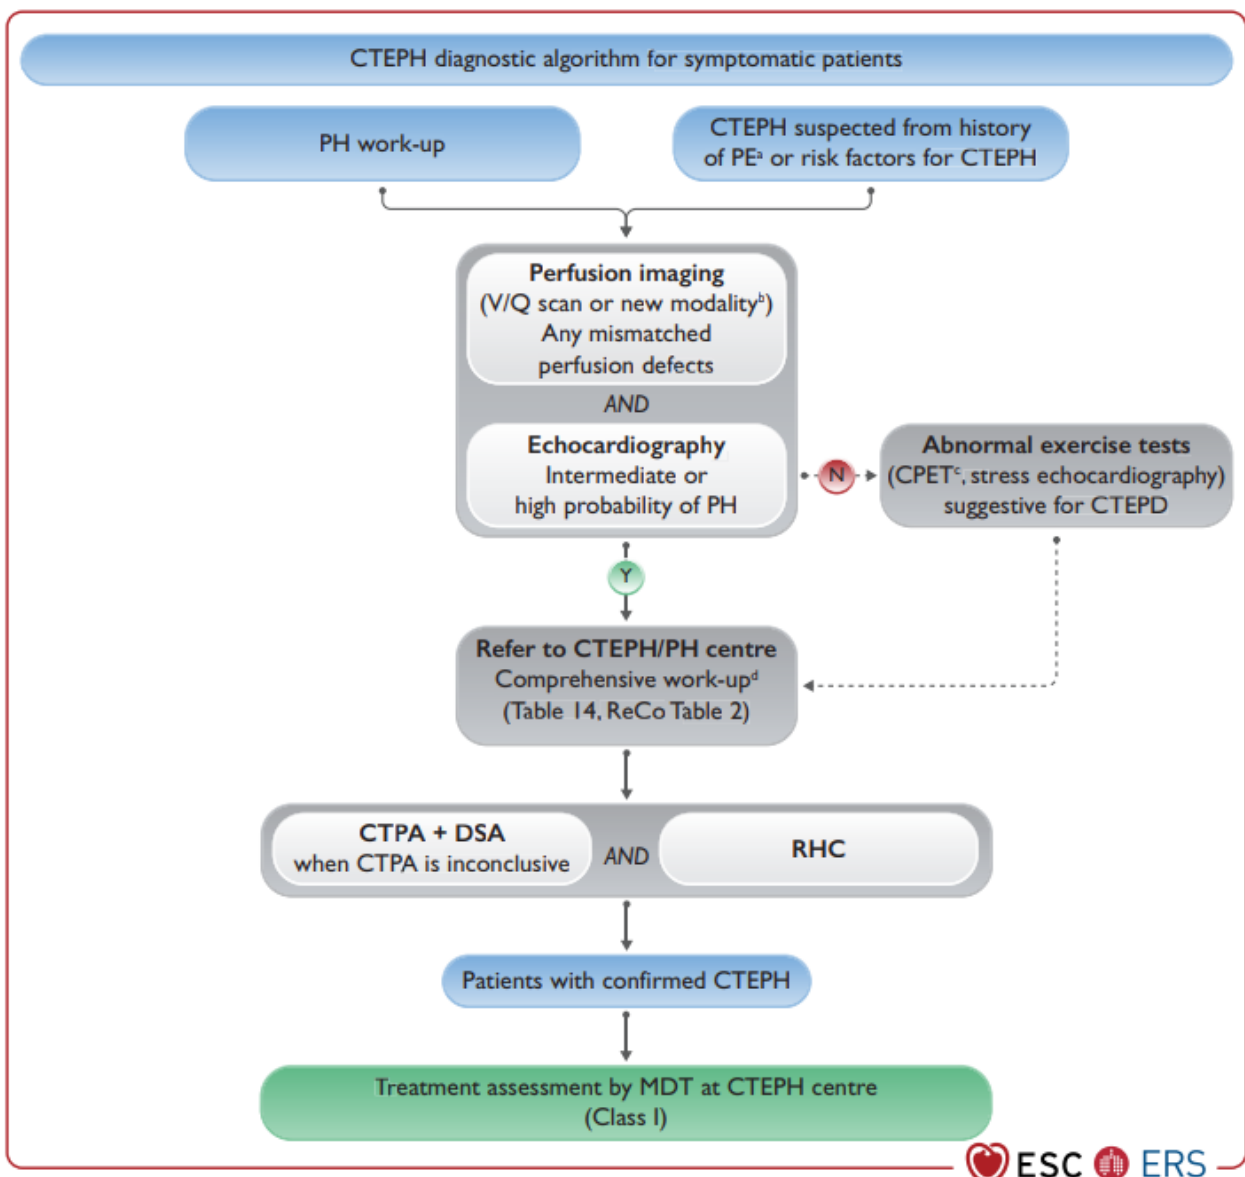 CTEPH diagnostic algorithm for symptomatic patients
PH work-up
CTEPH suspected from history
of PEᵃ or risk factors for CTEPH
Perfusion imaging
(V/Q scan or new modalityᵇ)
Any mismatched
perfusion defects
AND
Echocardiography
Intermediate or
high probability of PH
N
Abnormal exercise tests
(CPETᶜ, stress echocardiography)
suggestive for CTEPD
Y
Refer to CTEPH/PH centre
Comprehensive work-upᵈ
(Table 14, ReCo Table 2)
CTPA + DSA
when CTPA is inconclusive
AND
RHC
Patients with confirmed CTEPH
Treatment assessment by MDT at CTEPH centre
(Class I)
ESC ERS